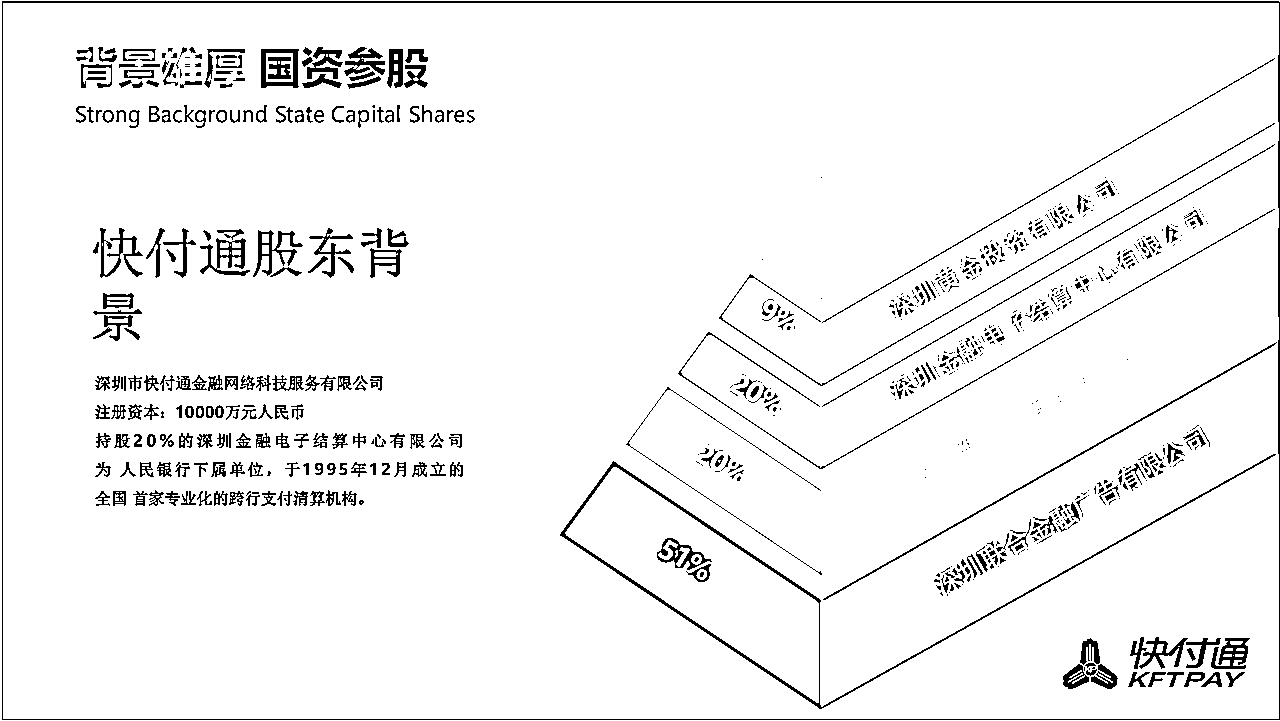 背景雄厚 国资参股
Strong Background State Capital Shares
快付通股东背
景
深圳市快付通金融网络科技服务有限公司
注册资本：10000万元人民币
持股20%的深圳金融电子结算中心有限公司
为 人民银行下属单位，于1995年12月成立的
全国 首家专业化的跨行支付清算机构。
9%
深圳黄金投资有限公司
20%
深圳金融电子结算中心有限公司
20%
51%
深圳联合金融广告有限公司
快付通
KFTPAY